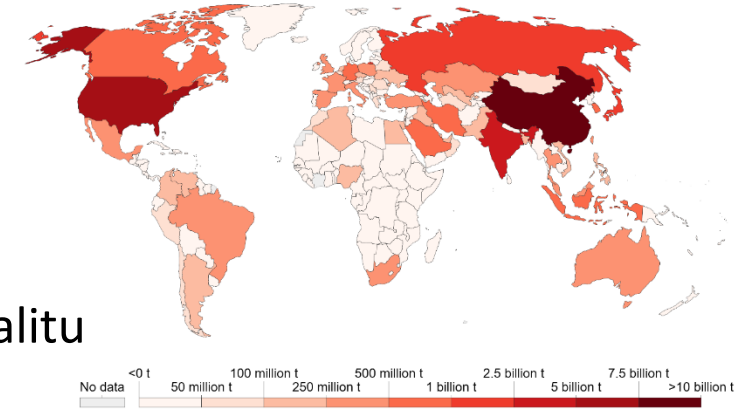 alitu
<0 t 100 million t 500 million t 2.5 billion t 7.5 billion t
No data 50 million t 250 million t 1 billion t 5 billion t >10 billion t